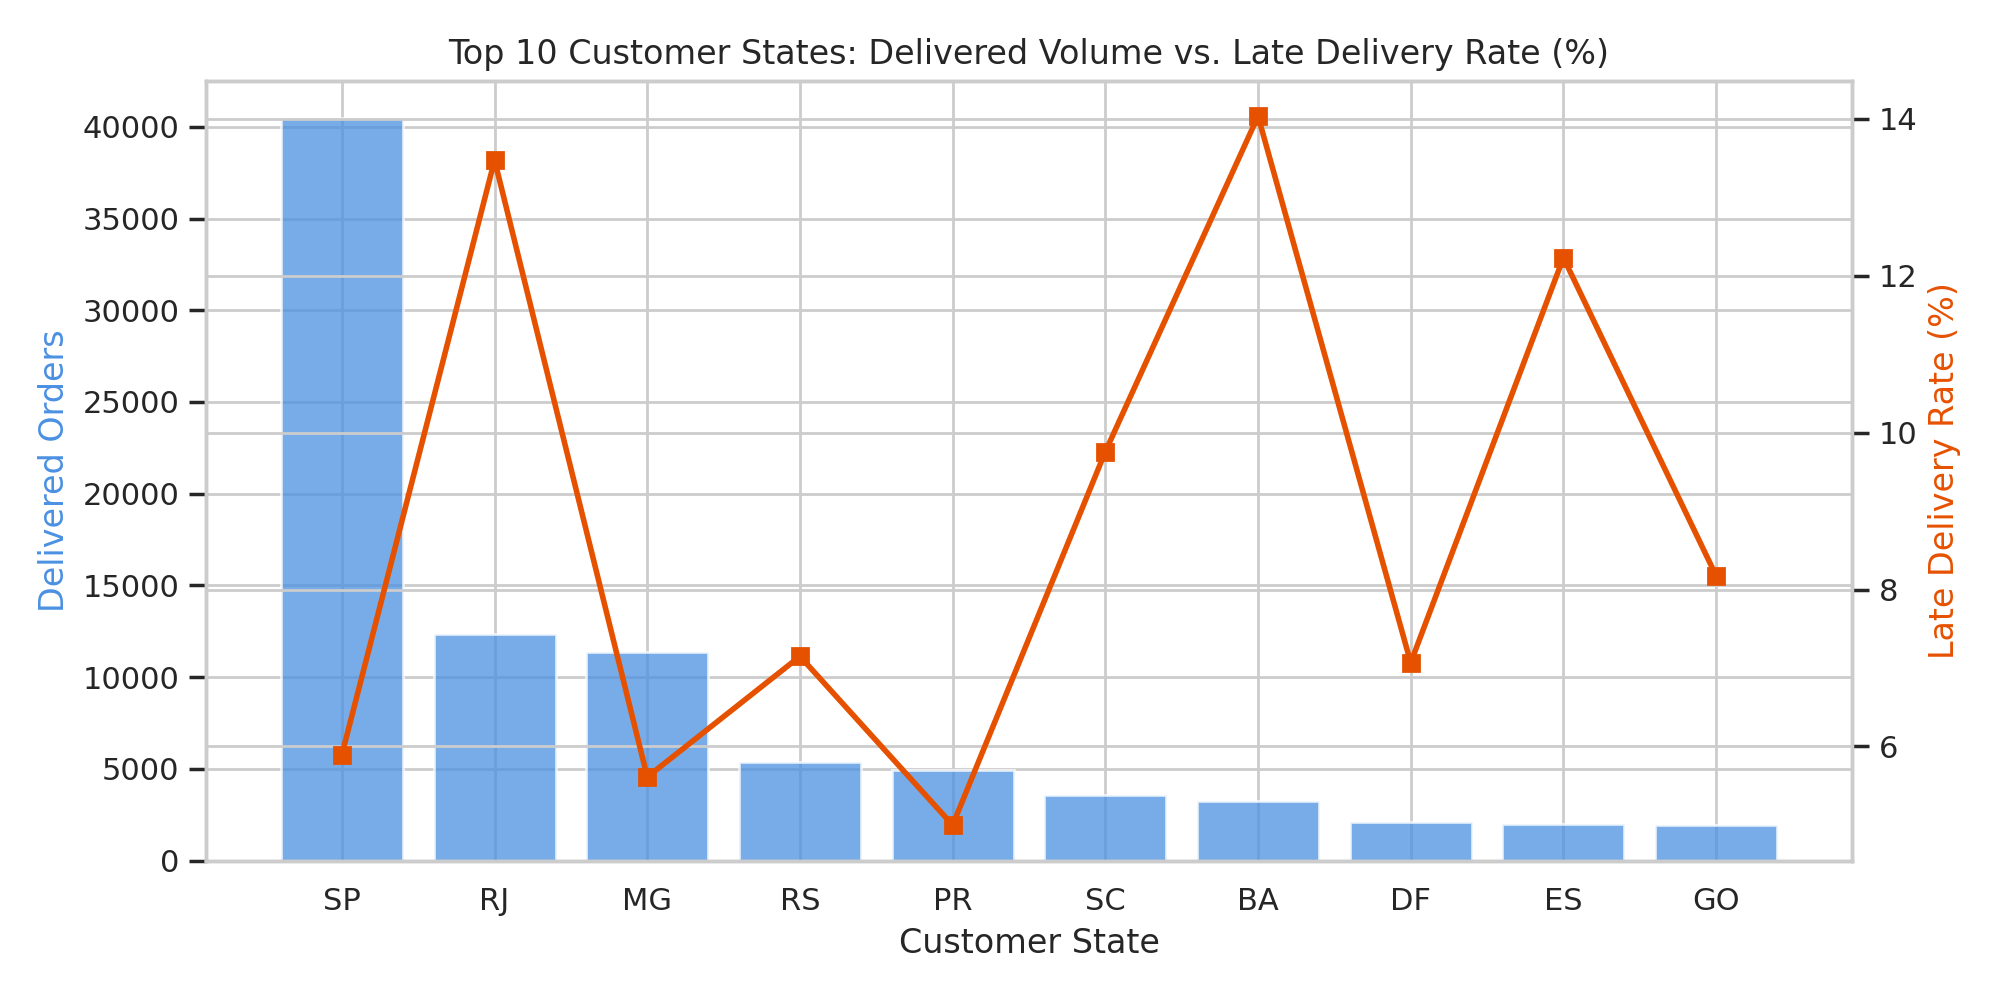 Top 10 Customer States: Delivered Volume vs. Late Delivery Rate (%)
Delivered Orders
40000
35000
30000
25000
20000
15000
10000
5000
0
14
12
10
8
6
Late Delivery Rate (%)
SP RJ MG RS PR SC BA DF ES GO
Customer State